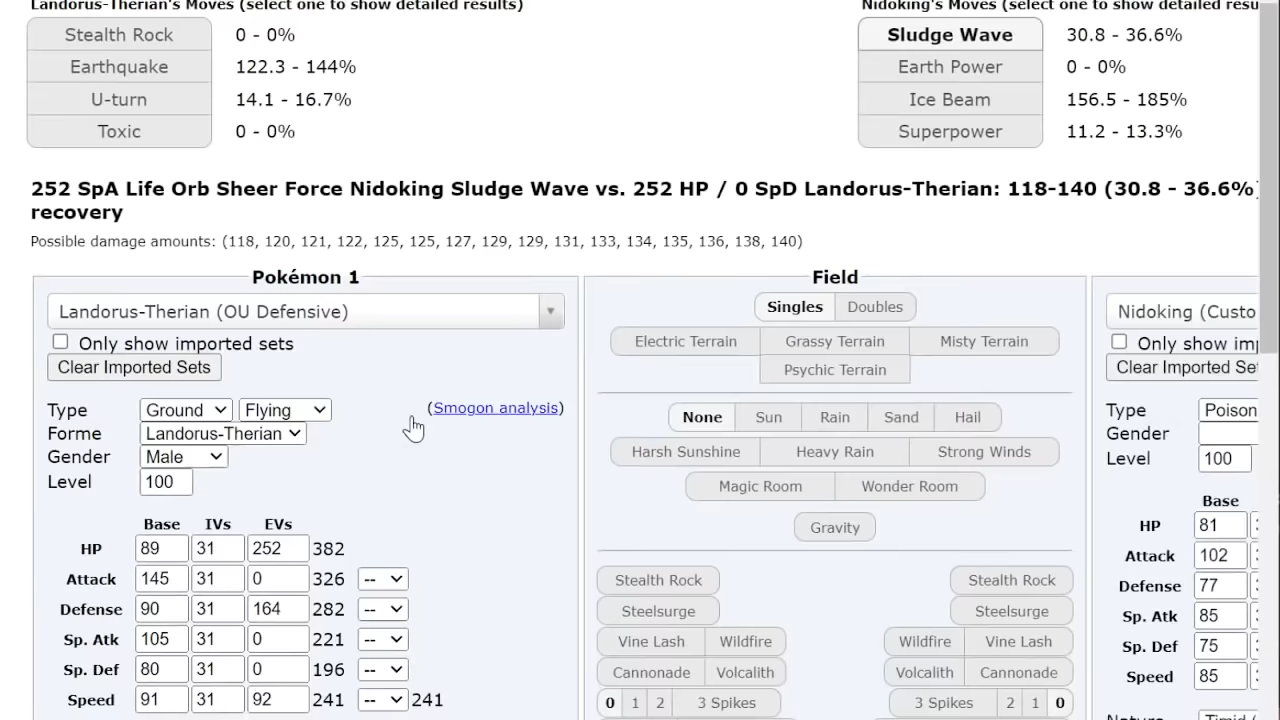 Landorus-Therian's Moves (select one to show detailed results)
Stealth Rock 0 - 0%
Earthquake 122.3 - 144%
U-turn 14.1 - 16.7%
Toxic 0 - 0%
Nidoking's Moves (select one to show detailed resu
Sludge Wave 30.8 - 36.6%
Earth Power 0 - 0%
Ice Beam 156.5 - 185%
Superpower 11.2 - 13.3%
252 SpA Life Orb Sheer Force Nidoking Sludge Wave vs. 252 HP / 0 SpD Landorus-Therian: 118-140 (30.8 - 36.6%)
recovery
Possible damage amounts: (118, 120, 121, 122, 125, 125, 127, 129, 129, 131, 133, 134, 135, 136, 138, 140)
Pokémon 1
Landorus-Therian (OU Defensive)
Only show imported sets
Clear Imported Sets
Type Ground Flying (Smogon analysis)
Forme Landorus-Therian
Gender Male
Level 100
Base IVs EVs
HP 89 31 252 382
Attack 145 31 0 326 --
Defense 90 31 164 282 --
Sp. Atk 105 31 0 221 --
Sp. Def 80 31 0 196 --
Speed 91 31 92 241 -- 241
Field
Singles Doubles
Electric Terrain Grassy Terrain Misty Terrain
Psychic Terrain
None Sun Rain Sand Hail
Harsh Sunshine Heavy Rain Strong Winds
Magic Room Wonder Room
Gravity
Stealth Rock Stealth Rock
Steelsurge Steelsurge
Vine Lash Wildfire Wildfire Vine Lash
Cannonade Volcalith Volcalith Cannonade
0 1 2 3 Spikes 3 Spikes 2 1 0
Nidoking (Custo
Only show imp
Clear Imported Set
Type Poison
Gender
Level 100
Base
HP 81
Attack 102
Defense 77
Sp. Atk 85
Sp. Def 75
Speed 85